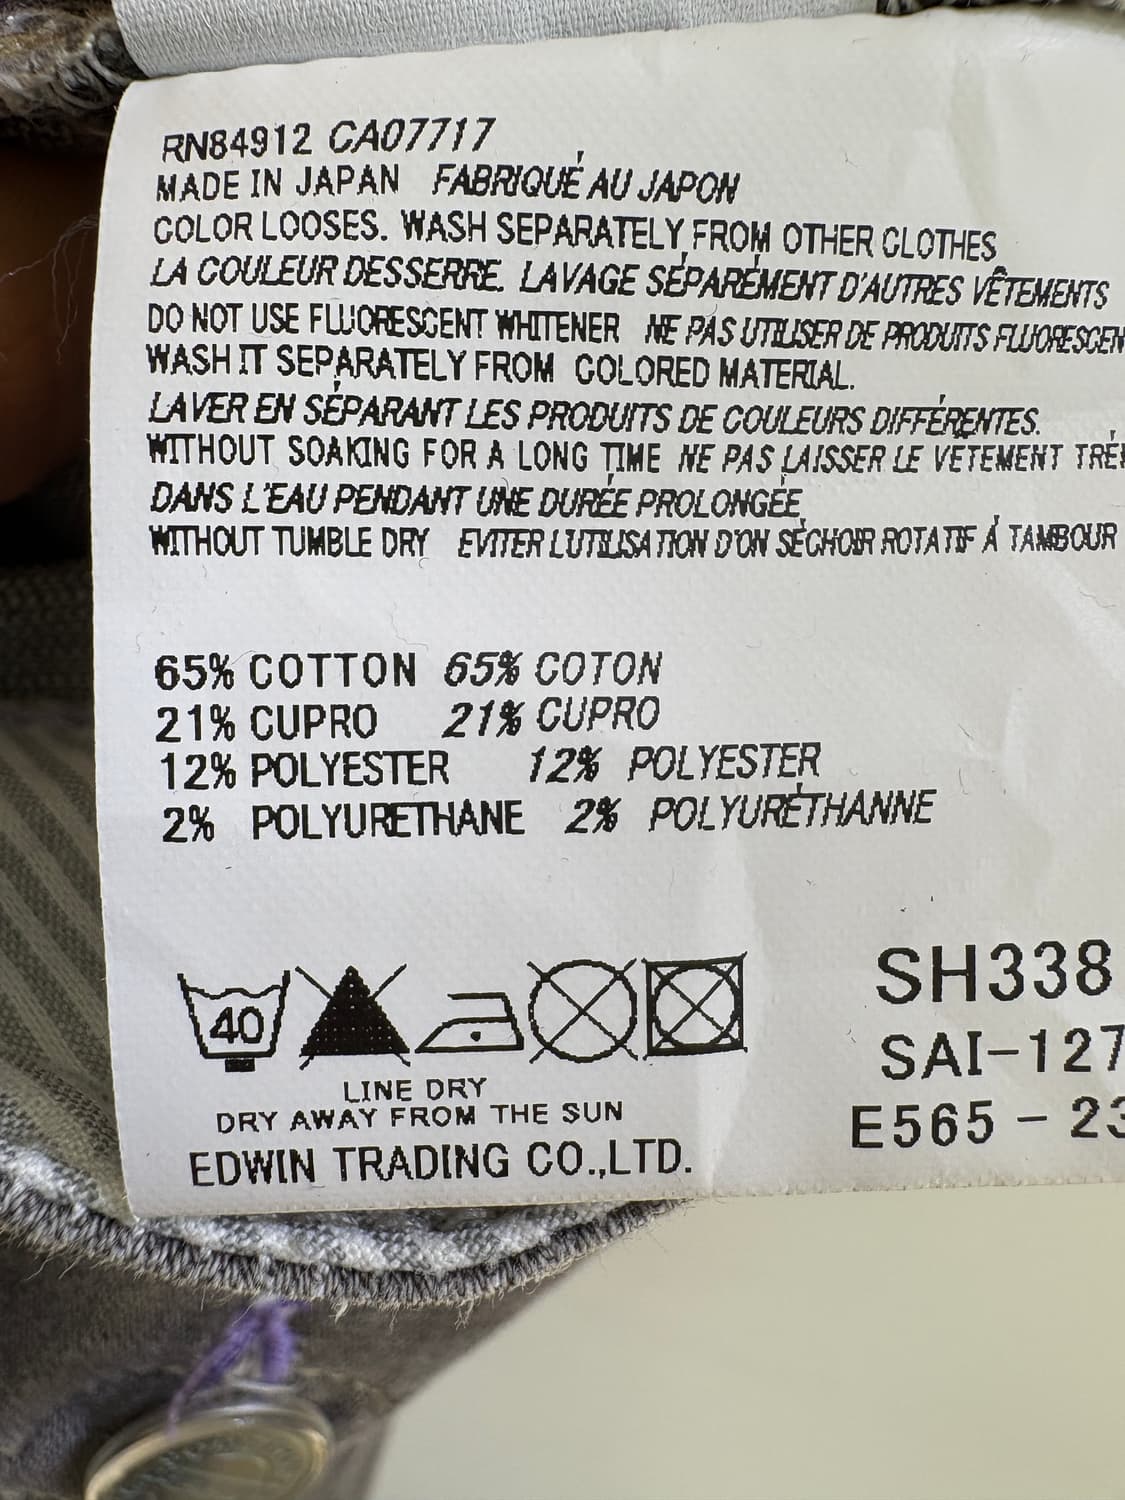 RN84912 CA07717
MADE IN JAPAN FABRIQUÉ AU JAPON
COLOR LOOSES. WASH SEPARATELY FROM OTHER CLOTHES
LA COULEUR DESSERRE. LAVAGE SÉPARÉMENT D'AUTRES VÊTEMENTS
DO NOT USE FLUORESCENT WHITENER NE PAS UTILISER DE PRODUITS FLUORESCEN
WASH IT SEPARATELY FROM COLORED MATERIAL.
LAVER EN SÉPARANT LES PRODUITS DE COULEURS DIFFÉRENTES.
WITHOUT SOAKING FOR A LONG TIME NE PAS LAISSER LE VÊTEMENT TRÉ
DANS L'EAU PENDANT UNE DURÉE PROLONGÉE
WITHOUT TUMBLE DRY EVITER L'UTILISATION D'ON SÉCHOIR ROTATIF Á TAMBOUR
65% COTTON 65% COTON
21% CUPRO 21% CUPRO
12% POLYESTER 12% POLYESTER
2% POLYURETHANE 2% POLYURÉTHANNE
40
LINE DRY
DRY AWAY FROM THE SUN
EDWIN TRADING CO.,LTD.
SH338
SAI-127
E565-23